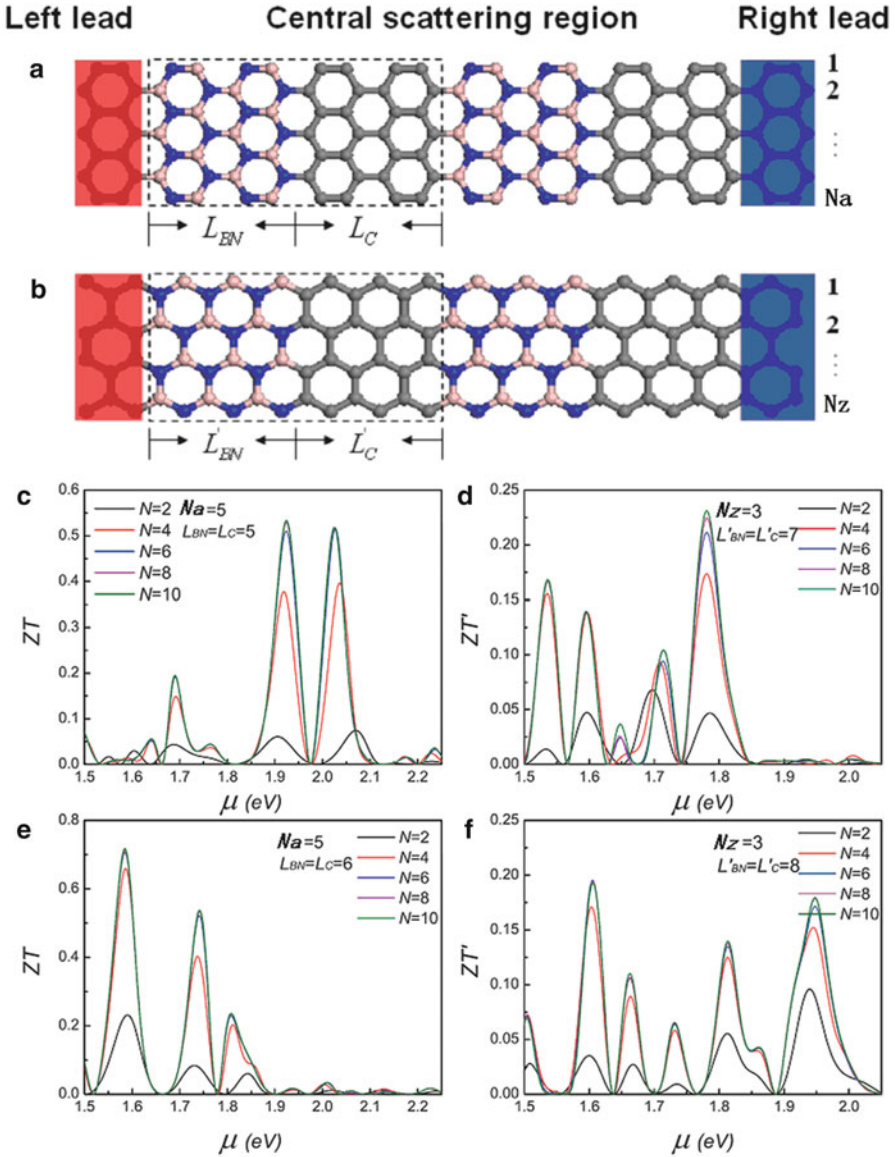 Left lead Central scattering region Right lead
a
1
2
⋮
Na
L_BN L_C
b
1
2
⋮
Nz
L'_BN L'_C
c
N=2 Na=5
N=4 L_BN=L_C=5
N=6
N=8
N=10
ZT
0.6
0.5
0.4
0.3
0.2
0.1
0.0
1.5 1.6 1.7 1.8 1.9 2.0 2.1 2.2
μ (eV)
d
Nz=3
L'_BN=L'_C=7
N=2
N=4
N=6
N=8
N=10
ZT'
0.25
0.20
0.15
0.10
0.05
0.00
1.5 1.6 1.7 1.8 1.9 2.0
μ (eV)
e
Na=5
L_BN=L_C=6
N=2
N=4
N=6
N=8
N=10
ZT
0.8
0.6
0.4
0.2
0.0
1.5 1.6 1.7 1.8 1.9 2.0 2.1 2.2
μ (eV)
f
Nz=3
L'_BN=L'_C=8
N=2
N=4
N=6
N=8
N=10
ZT'
0.25
0.20
0.15
0.10
0.05
0.00
1.5 1.6 1.7 1.8 1.9 2.0
μ (eV)